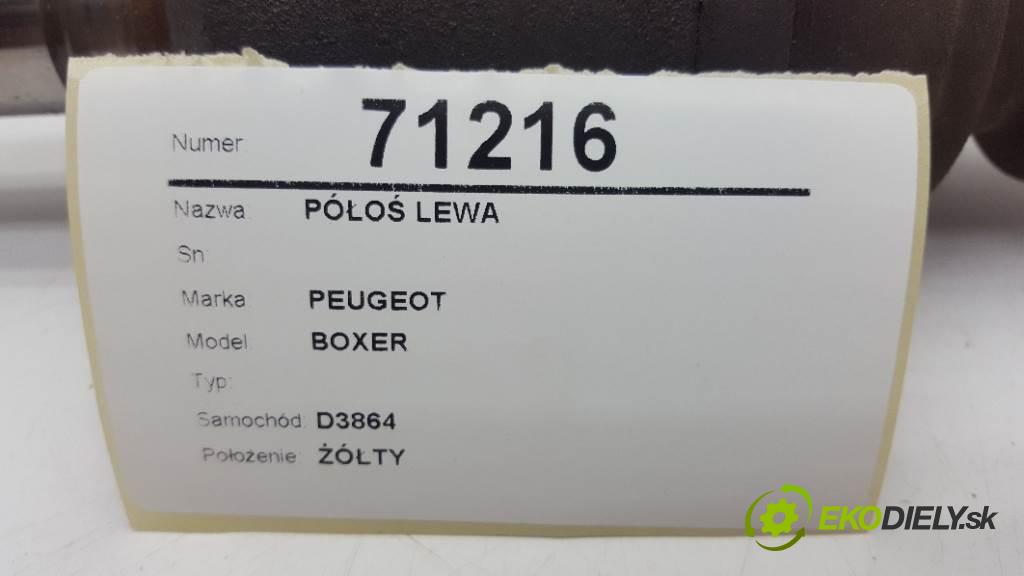 Numer: 71216
Nazwa: PÓŁOŚ LEWA
Sn:
Marka PEUGEOT
Model BOXER
Typ:
Samochód: D3864
Położenie: ŻÓŁTY
EKODIELY.sk